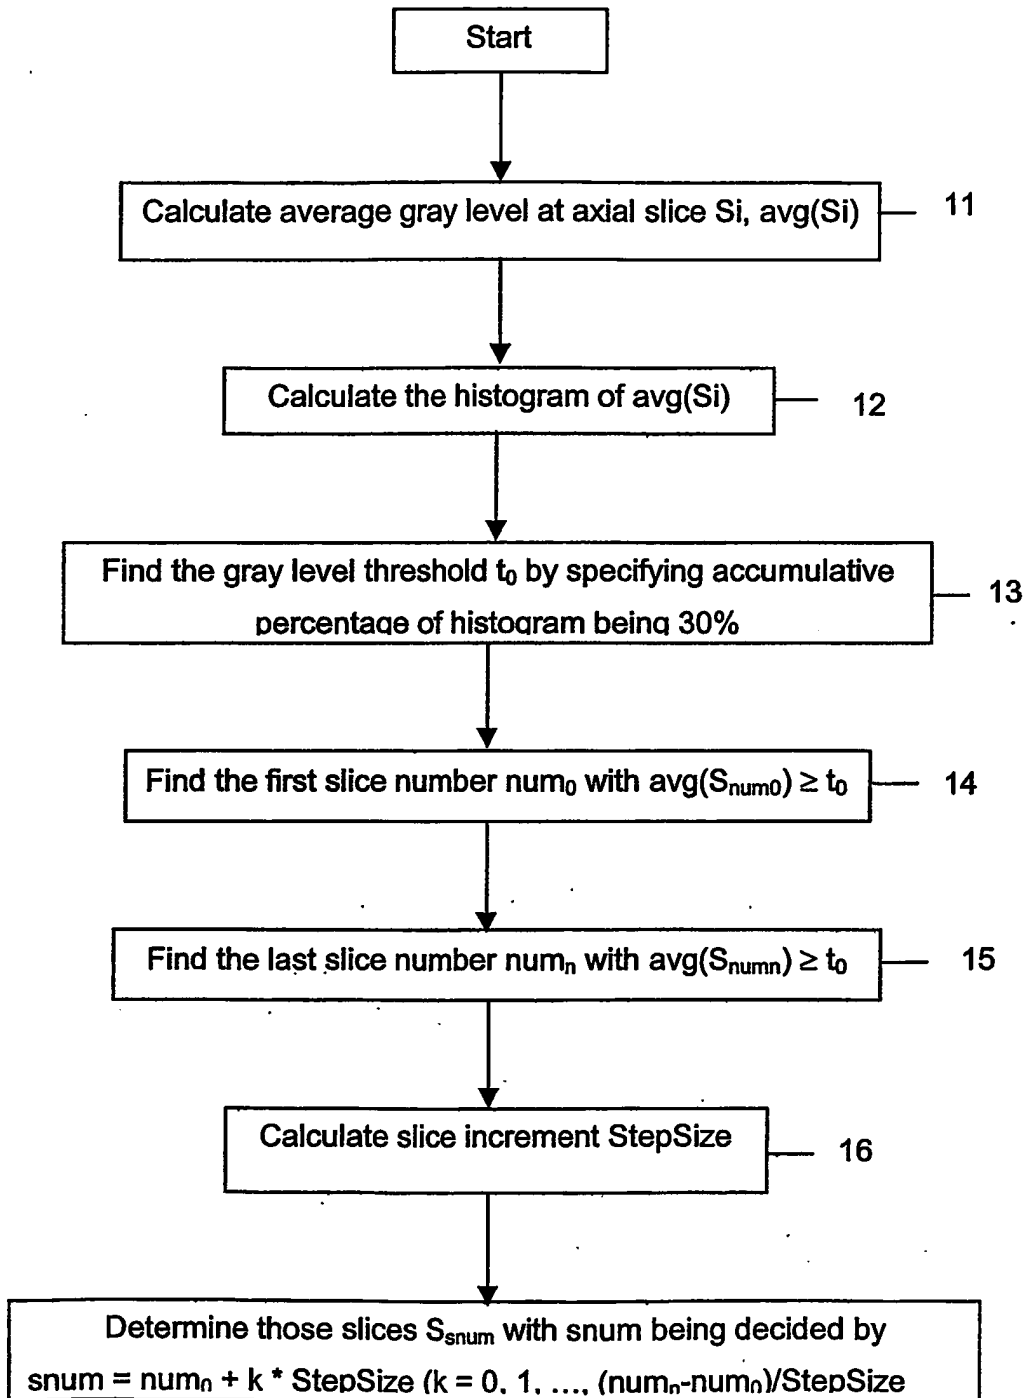 Start
Calculate average gray level at axial slice Si, avg(Si)
11
Calculate the histogram of avg(Si)
12
Find the gray level threshold t₀ by specifying accumulative
percentage of histogram being 30%
13
Find the first slice number num₀ with avg(Sₙᵤₘ₀) ≥ t₀
14
Find the last slice number numₙ with avg(Sₙᵤₘₙ) ≥ t₀
15
Calculate slice increment StepSize
16
Determine those slices Sₛₙᵤₘ with snum being decided by
snum = num₀ + k * StepSize (k = 0, 1, ..., (numₙ-num₀)/StepSize